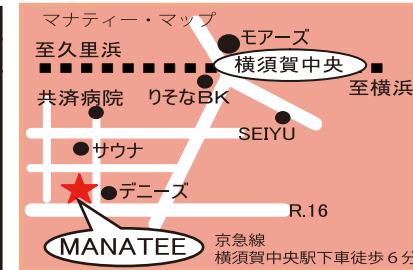 マナティー・マップ
モアーズ
至久里浜
横須賀中央
至横浜
共済病院
りそなBK
SEIYU
サウナ
デニーズ
R.16
MANATEE
京急線
横須賀中央駅下車徒歩6分